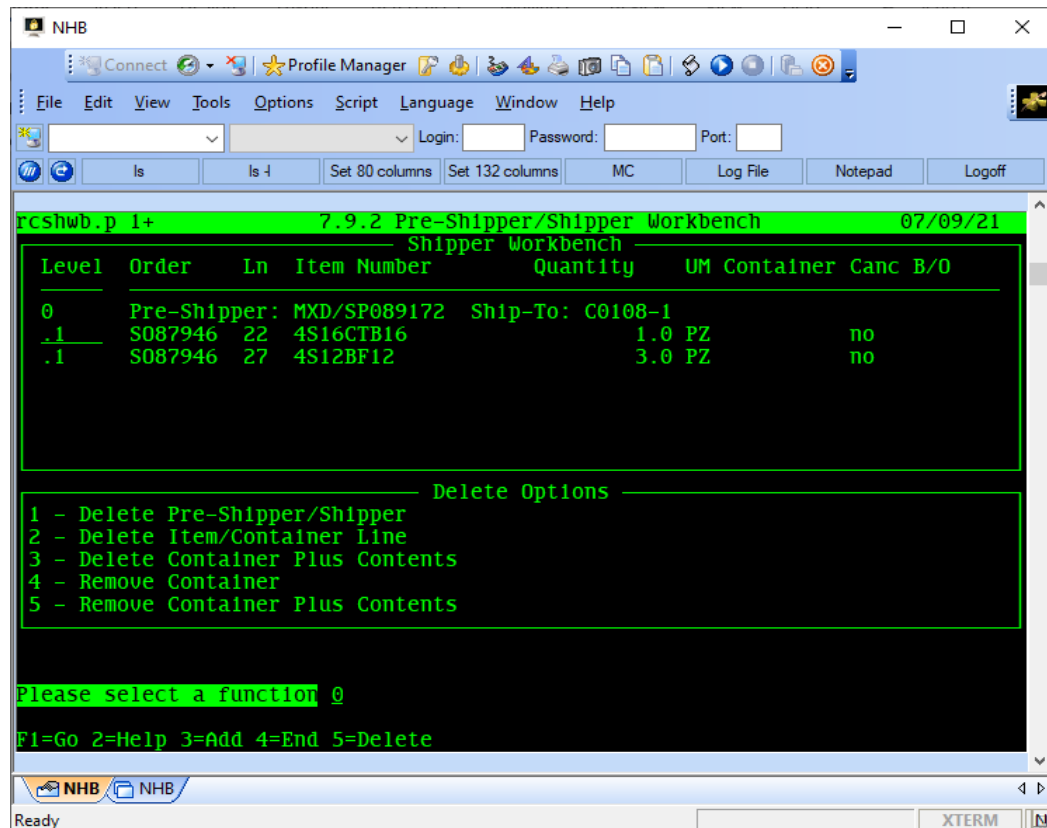 NHB
Connect Profile Manager
File Edit View Tools Options Script Language Window Help
Login: Password: Port:
ls ls -l Set 80 columns Set 132 columns MC Log File Notepad Logoff
rcshwb.p 1+ 7.9.2 Pre-Shipper/Shipper Workbench 07/09/21
Shipper Workbench
Level Order Ln Item Number Quantity UM Container Canc B/O
0 Pre-Shipper: MXD/SP089172 Ship-To: C0108-1
.1 SO87946 22 4S16CTB16 1.0 PZ no
.1 SO87946 27 4S12BF12 3.0 PZ no
Delete Options
1 - Delete Pre-Shipper/Shipper
2 - Delete Item/Container Line
3 - Delete Container Plus Contents
4 - Remove Container
5 - Remove Container Plus Contents
Please select a function 0
F1=Go 2=Help 3=Add 4=End 5=Delete
NHB NHB
Ready XTERM